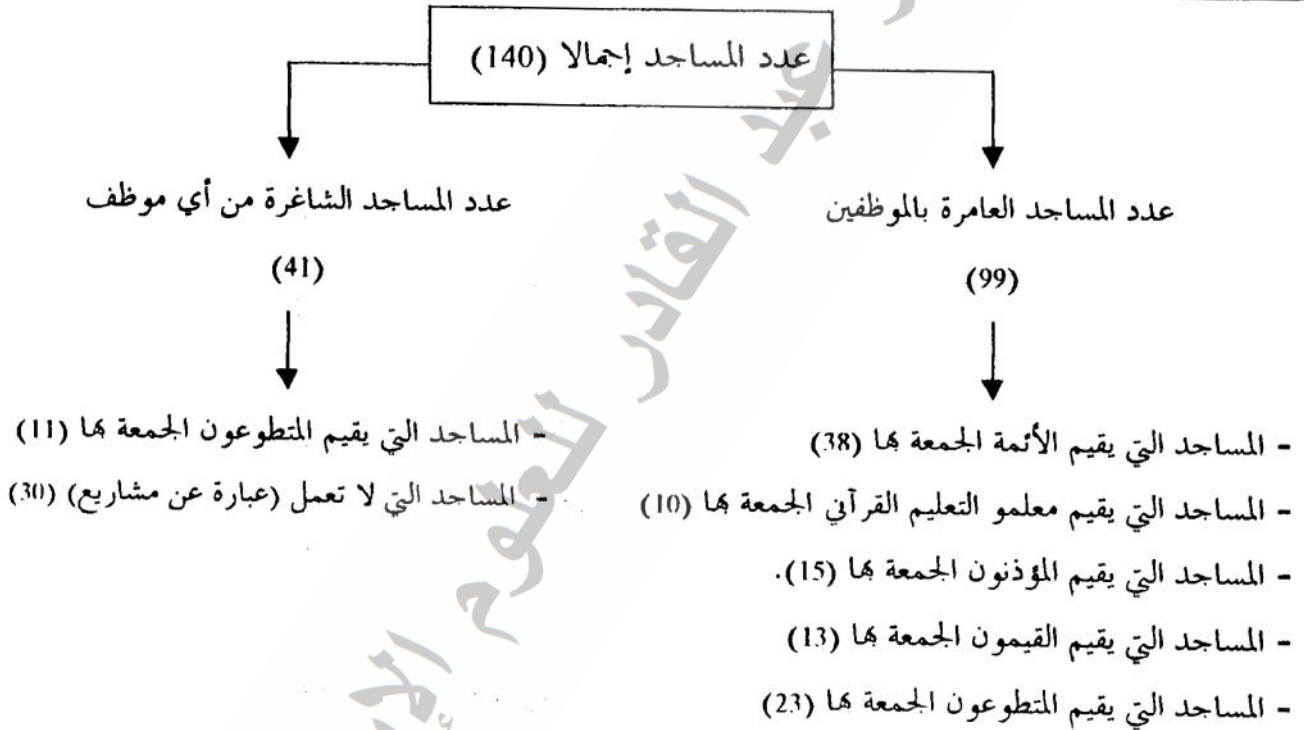 عدد المساجد إجمالا (140)
عدد المساجد العامرة بالموظفين
(99)
- المساجد التي يقيم الأئمة الجمعة بها (38)
- المساجد التي يقيم معلمو التعليم القرآني الجمعة بها (10)
- المساجد التي يقيم المؤذنون الجمعة بها (15).
- المساجد التي يقيم القيمون الجمعة بها (13)
- المساجد التي يقيم المتطوعون الجمعة بها (23)
عدد المساجد الشاغرة من أي موظف
(41)
- المساجد التي يقيم المتطوعون الجمعة بها (11)
- المساجد التي لا تعمل (عبارة عن مشاريع) (30)
عبد القادر للعلوم